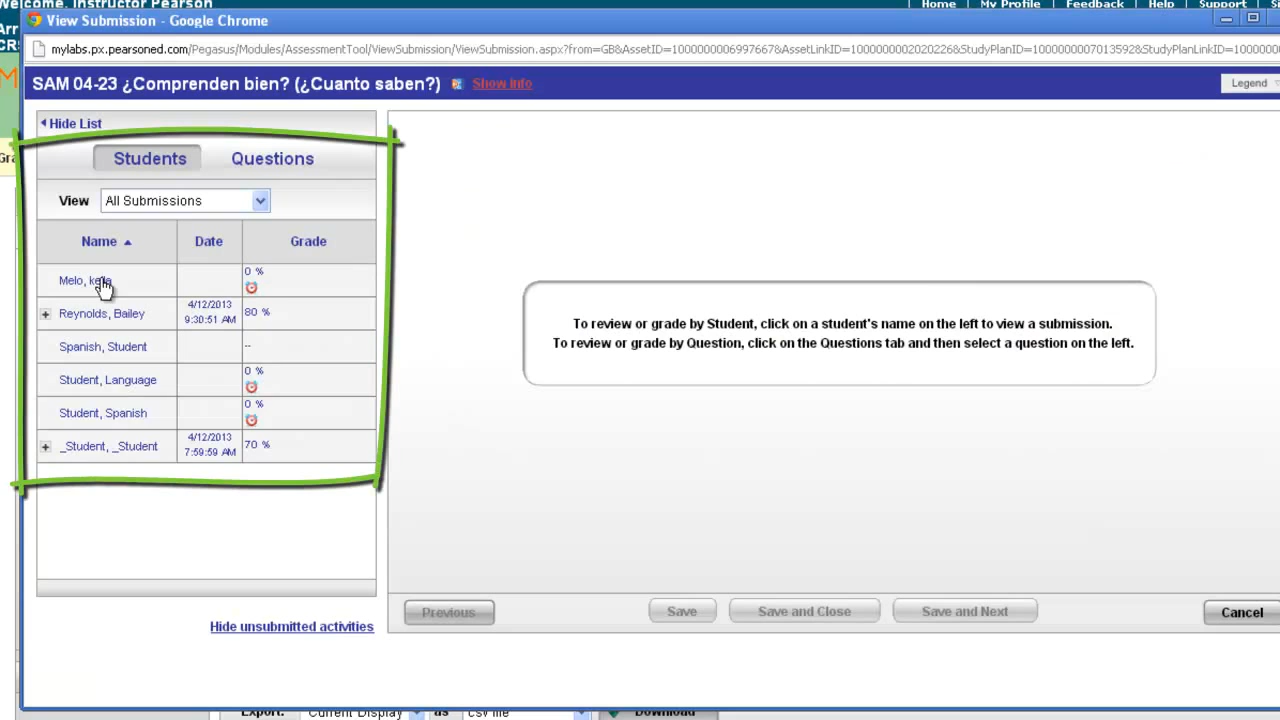 Welcome, Instructor Pearson
Home | My Profile | Feedback | Help | Support
View Submission - Google Chrome
mylabs.px.pearsoned.com/Pegasus/Modules/AssessmentTool/ViewSubmission/ViewSubmission.aspx?from=GB&AssetID=1000000006997667&AssetLinkID=10000000020202226&StudyPlanID=10000000070135928&StudyPlanLinkID=10000
SAM 04-23 ¿Comprenden bien? (¿Cuanto saben?) Show Info
Legend
Hide List
Students Questions
View All Submissions
Name Date Grade
Melo, 0 %
Reynolds, Bailey 4/12/2013 9:30:51 AM 80 %
Spanish, Student --
Student, Language 0 %
Student, Spanish 0 %
_Student, _Student 4/12/2013 7:59:59 AM 70 %
Hide unsubmitted activities
To review or grade by Student, click on a student's name on the left to view a submission.
To review or grade by Question, click on the Questions tab and then select a question on the left.
Previous Save Save and Close Save and Next Cancel
Export: Current Display as csv file Download